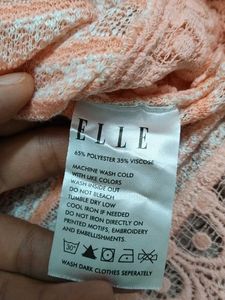 ELLE
65% POLYESTER 35% VISCOSE
MACHINE WASH COLD
WITH LIKE COLORS
WASH INSIDE OUT
DO NOT BLEACH
TUMBLE DRY LOW
COOL IRON IF NEEDED
DO NOT IRON DIRECTLY ON
PRINTED MOTIFS, EMBROIDERY
AND EMBELLISHMENTS.
30°
WASH DARK CLOTHES SEPERATELY